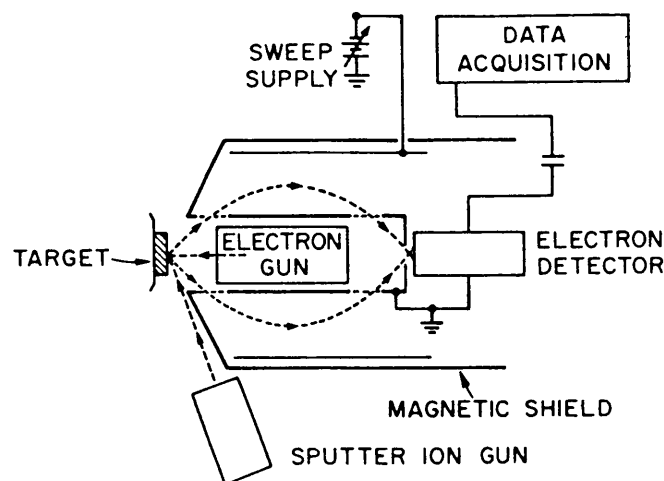 SWEEP
SUPPLY
DATA
ACQUISITION
TARGET
ELECTRON
GUN
ELECTRON
DETECTOR
MAGNETIC SHIELD
SPUTTER ION GUN